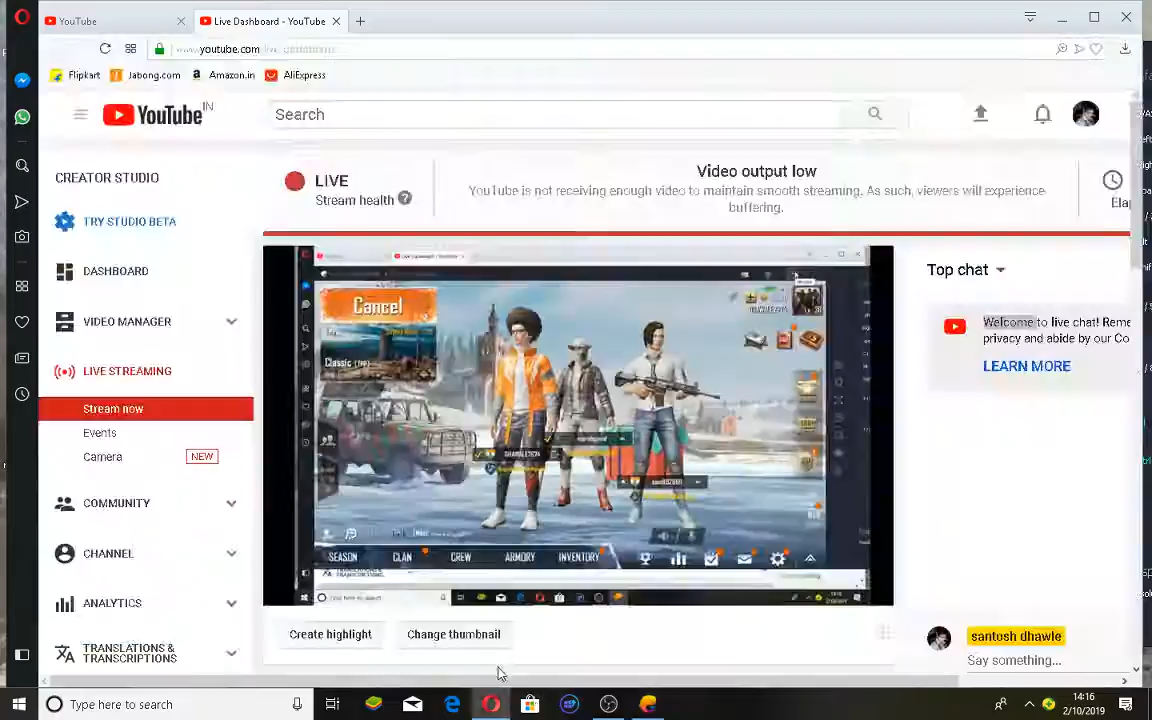 YouTube
Live Dashboard - YouTube
www.youtube.com
Flipkart
Jabong.com
Amazon.in
AliExpress
YouTube IN
Search
CREATOR STUDIO
TRY STUDIO BETA
DASHBOARD
VIDEO MANAGER
LIVE STREAMING
Stream now
Events
Camera
NEW
COMMUNITY
CHANNEL
ANALYTICS
TRANSLATIONS &
TRANSCRIPTIONS
LIVE
Stream health
Video output low
YouTube is not receiving enough video to maintain smooth streaming. As such, viewers will experience
buffering.
Elap
Cancel
Classic
SEASON
CLAN
CREW
ARMORY
INVENTORY
Create highlight
Change thumbnail
Top chat
Welcome to live chat! Reme
privacy and abide by our Co
LEARN MORE
santosh dhawle
Say something...
Type here to search
14:16
2/10/2019